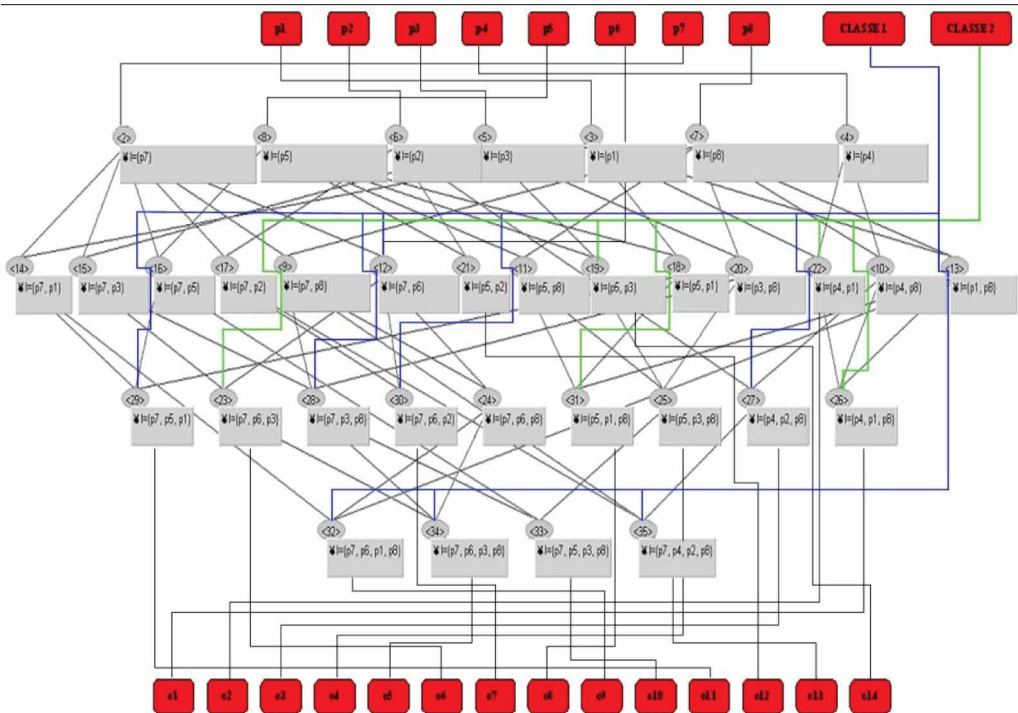 p1 p2 p3 p4 p5 p6 p7 p8 CLASSE 1 CLASSE 2
<2> <8> <6> <5> <3> <7> <4>
¥ I={p7} ¥ I={p5} ¥ I={p2} ¥ I={p3} ¥ I={p1} ¥ I={p6} ¥ I={p4}
<14> <15> <16> <17> <9> <12> <21> <11> <19> <18> <20> <22> <10> <13>
¥ I={p7, p1} ¥ I={p7, p3} ¥ I={p7, p5} ¥ I={p7, p2} ¥ I={p7, p8} ¥ I={p7, p6} ¥ I={p5, p2} ¥ I={p5, p8} ¥ I={p5, p3} ¥ I={p5, p1} ¥ I={p3, p8} ¥ I={p4, p1} ¥ I={p4, p8} ¥ I={p1, p8}
<29> <23> <28> <30> <24> <31> <25> <27> <26>
¥ I={p7, p5, p1} ¥ I={p7, p6, p3} ¥ I={p7, p3, p8} ¥ I={p7, p6, p2} ¥ I={p7, p6, p8} ¥ I={p5, p1, p8} ¥ I={p5, p3, p8} ¥ I={p4, p2, p8} ¥ I={p4, p1, p8}
<32> <34> <33> <35>
¥ I={p7, p6, p1, p8} ¥ I={p7, p6, p3, p8} ¥ I={p7, p5, p3, p8} ¥ I={p7, p4, p2, p8}
o1 o2 o3 o4 o5 o6 o7 o8 o9 o10 o11 o12 o13 o14